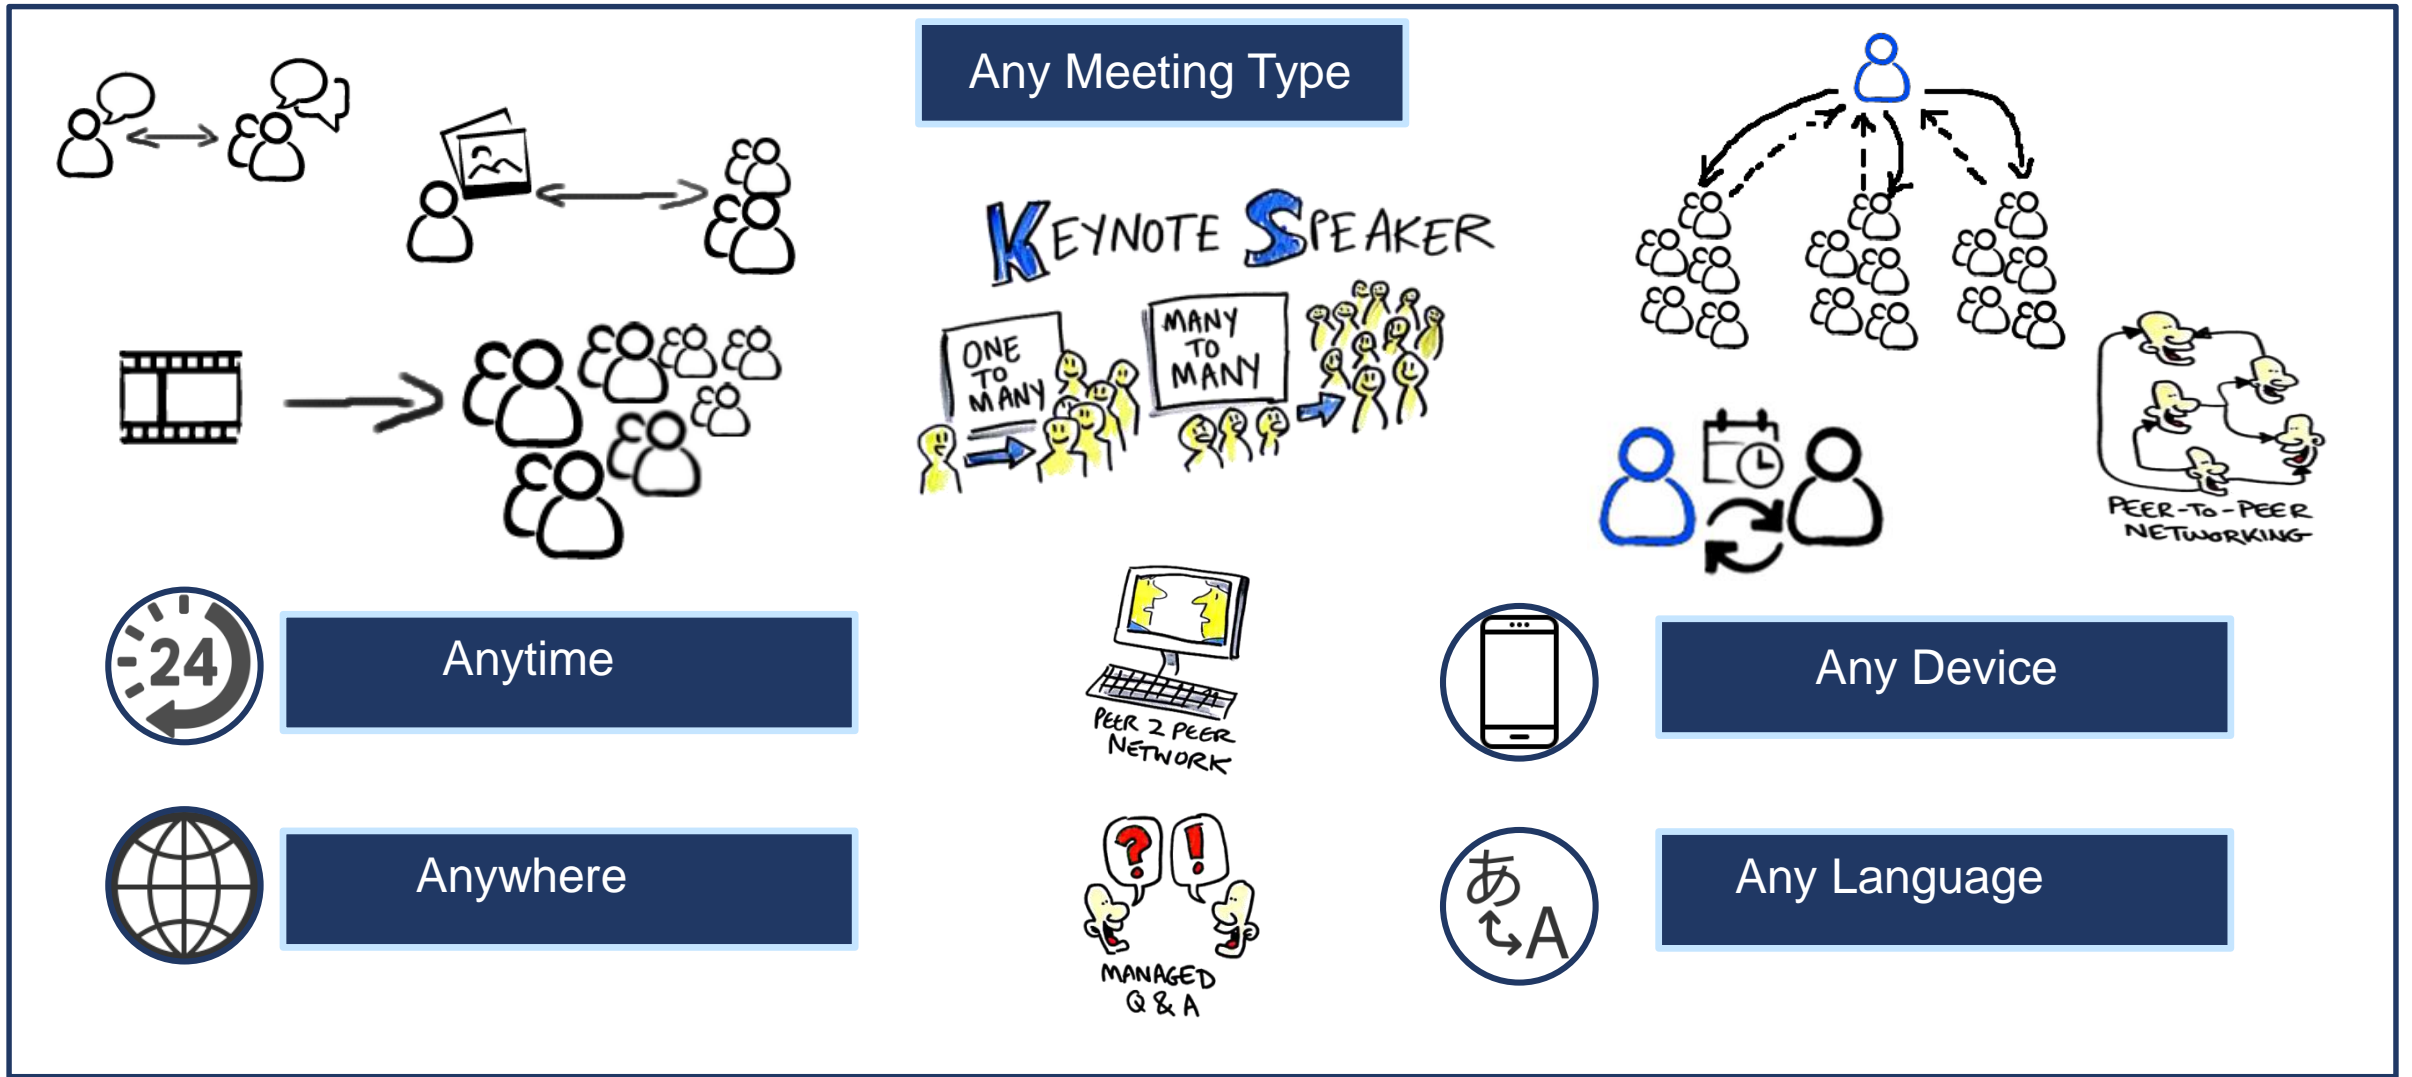 Any Meeting Type
KEYNOTE SPEAKER
ONE
TO
MANY
MANY
TO
MANY
PEER-TO-PEER
NETWORKING
24
Anytime
PEER 2 PEER
NETWORK
Any Device
Anywhere
?
!
MANAGED
Q & A
あ
A
Any Language